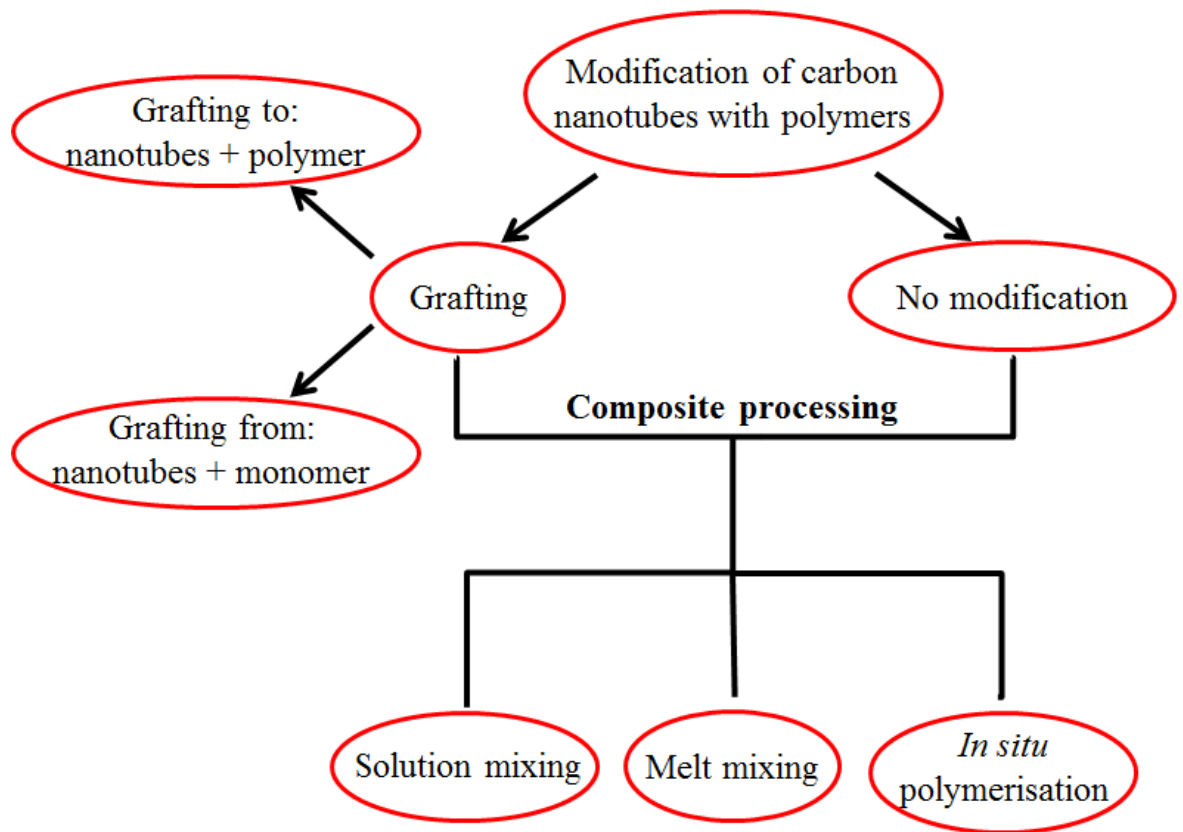 Modification of carbon
nanotubes with polymers
Grafting to:
nanotubes + polymer
Grafting
No modification
Grafting from:
nanotubes + monomer
Composite processing
Solution mixing
Melt mixing
In situ
polymerisation